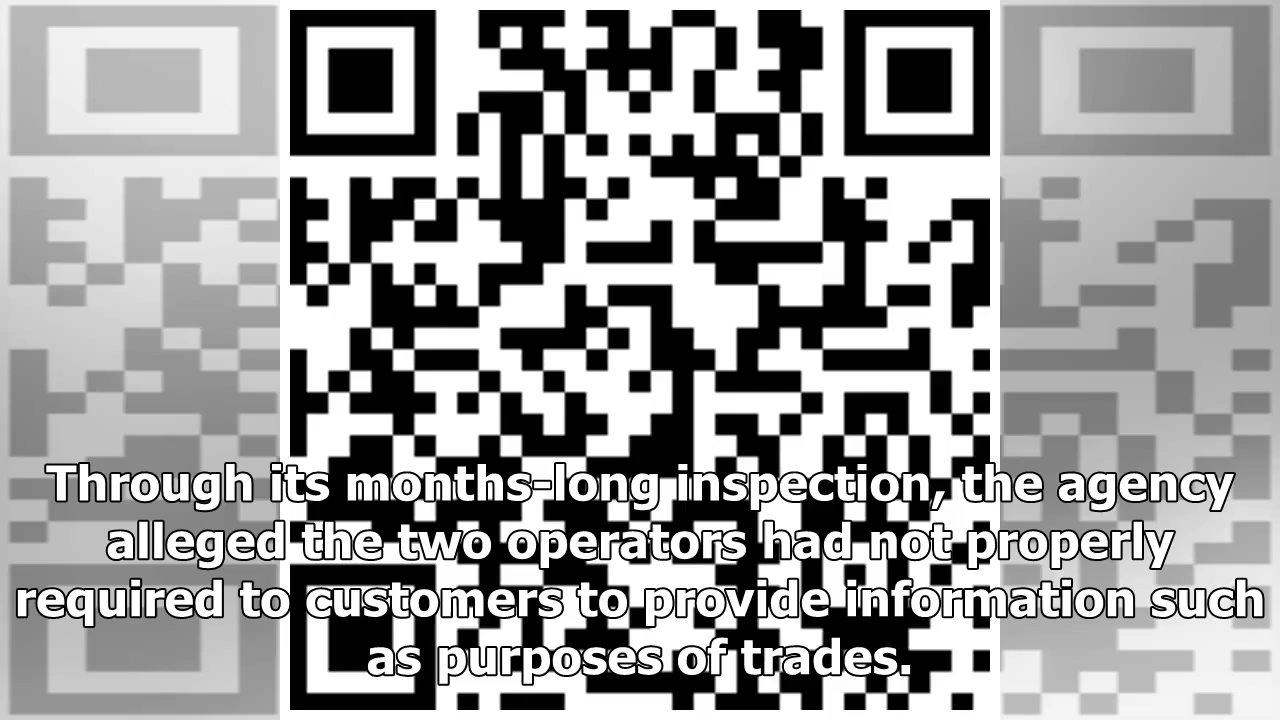 Through its months-long inspection, the agency
alleged the two operators had not properly
required to customers to provide information such
as purposes of trades.